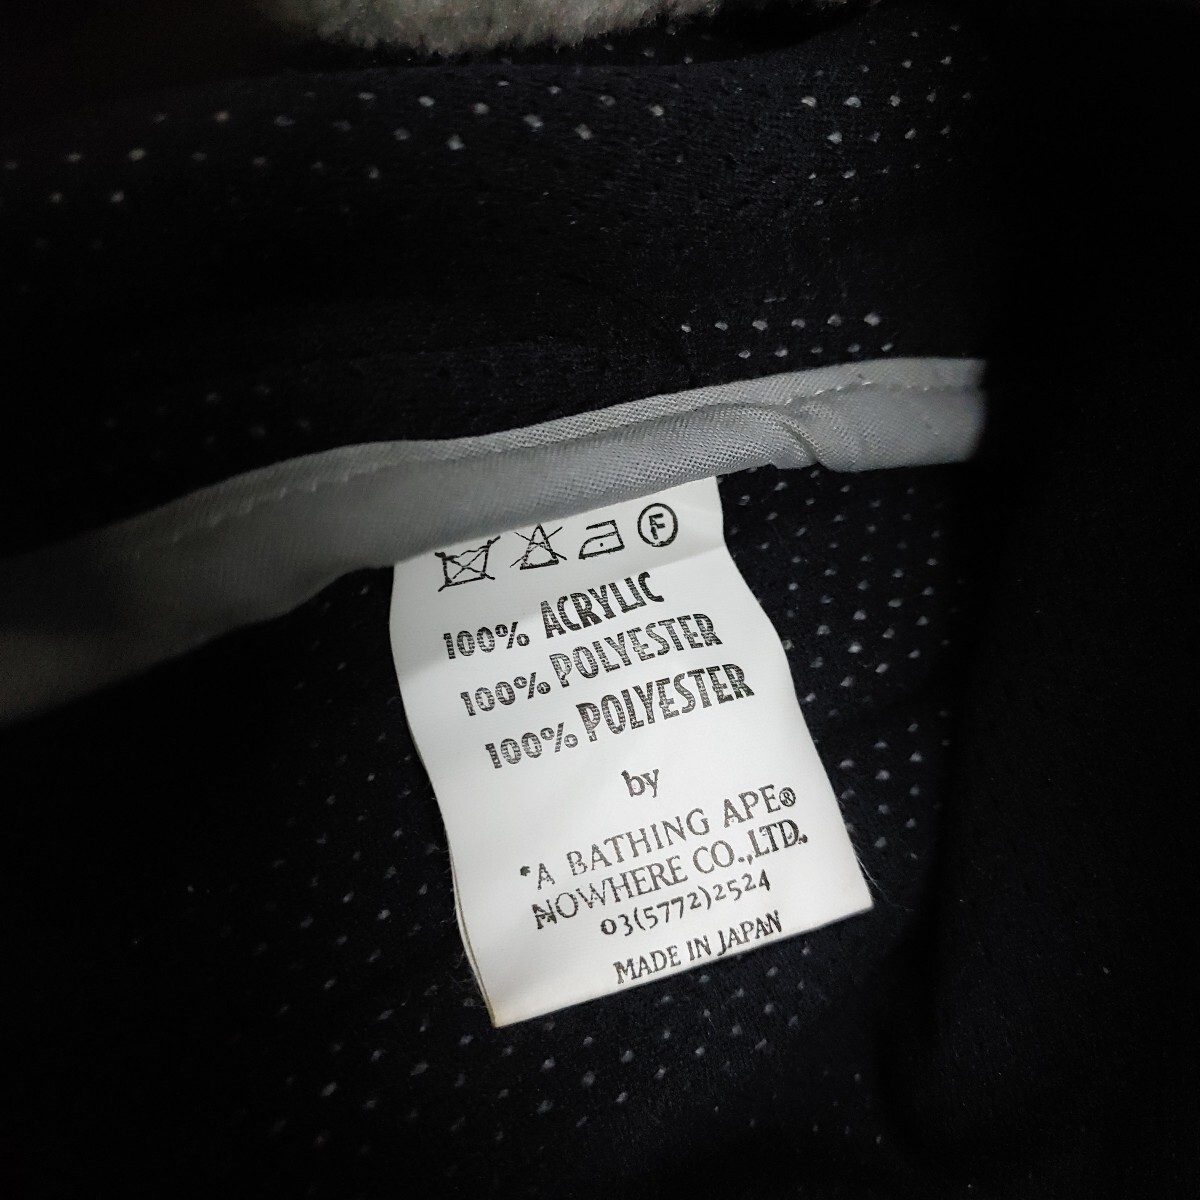 F
100% ACRYLIC
100% POLYESTER
100% POLYESTER
by
*A BATHING APE®
NOWHERE CO.,LTD.
03(5772)2524
MADE IN JAPAN